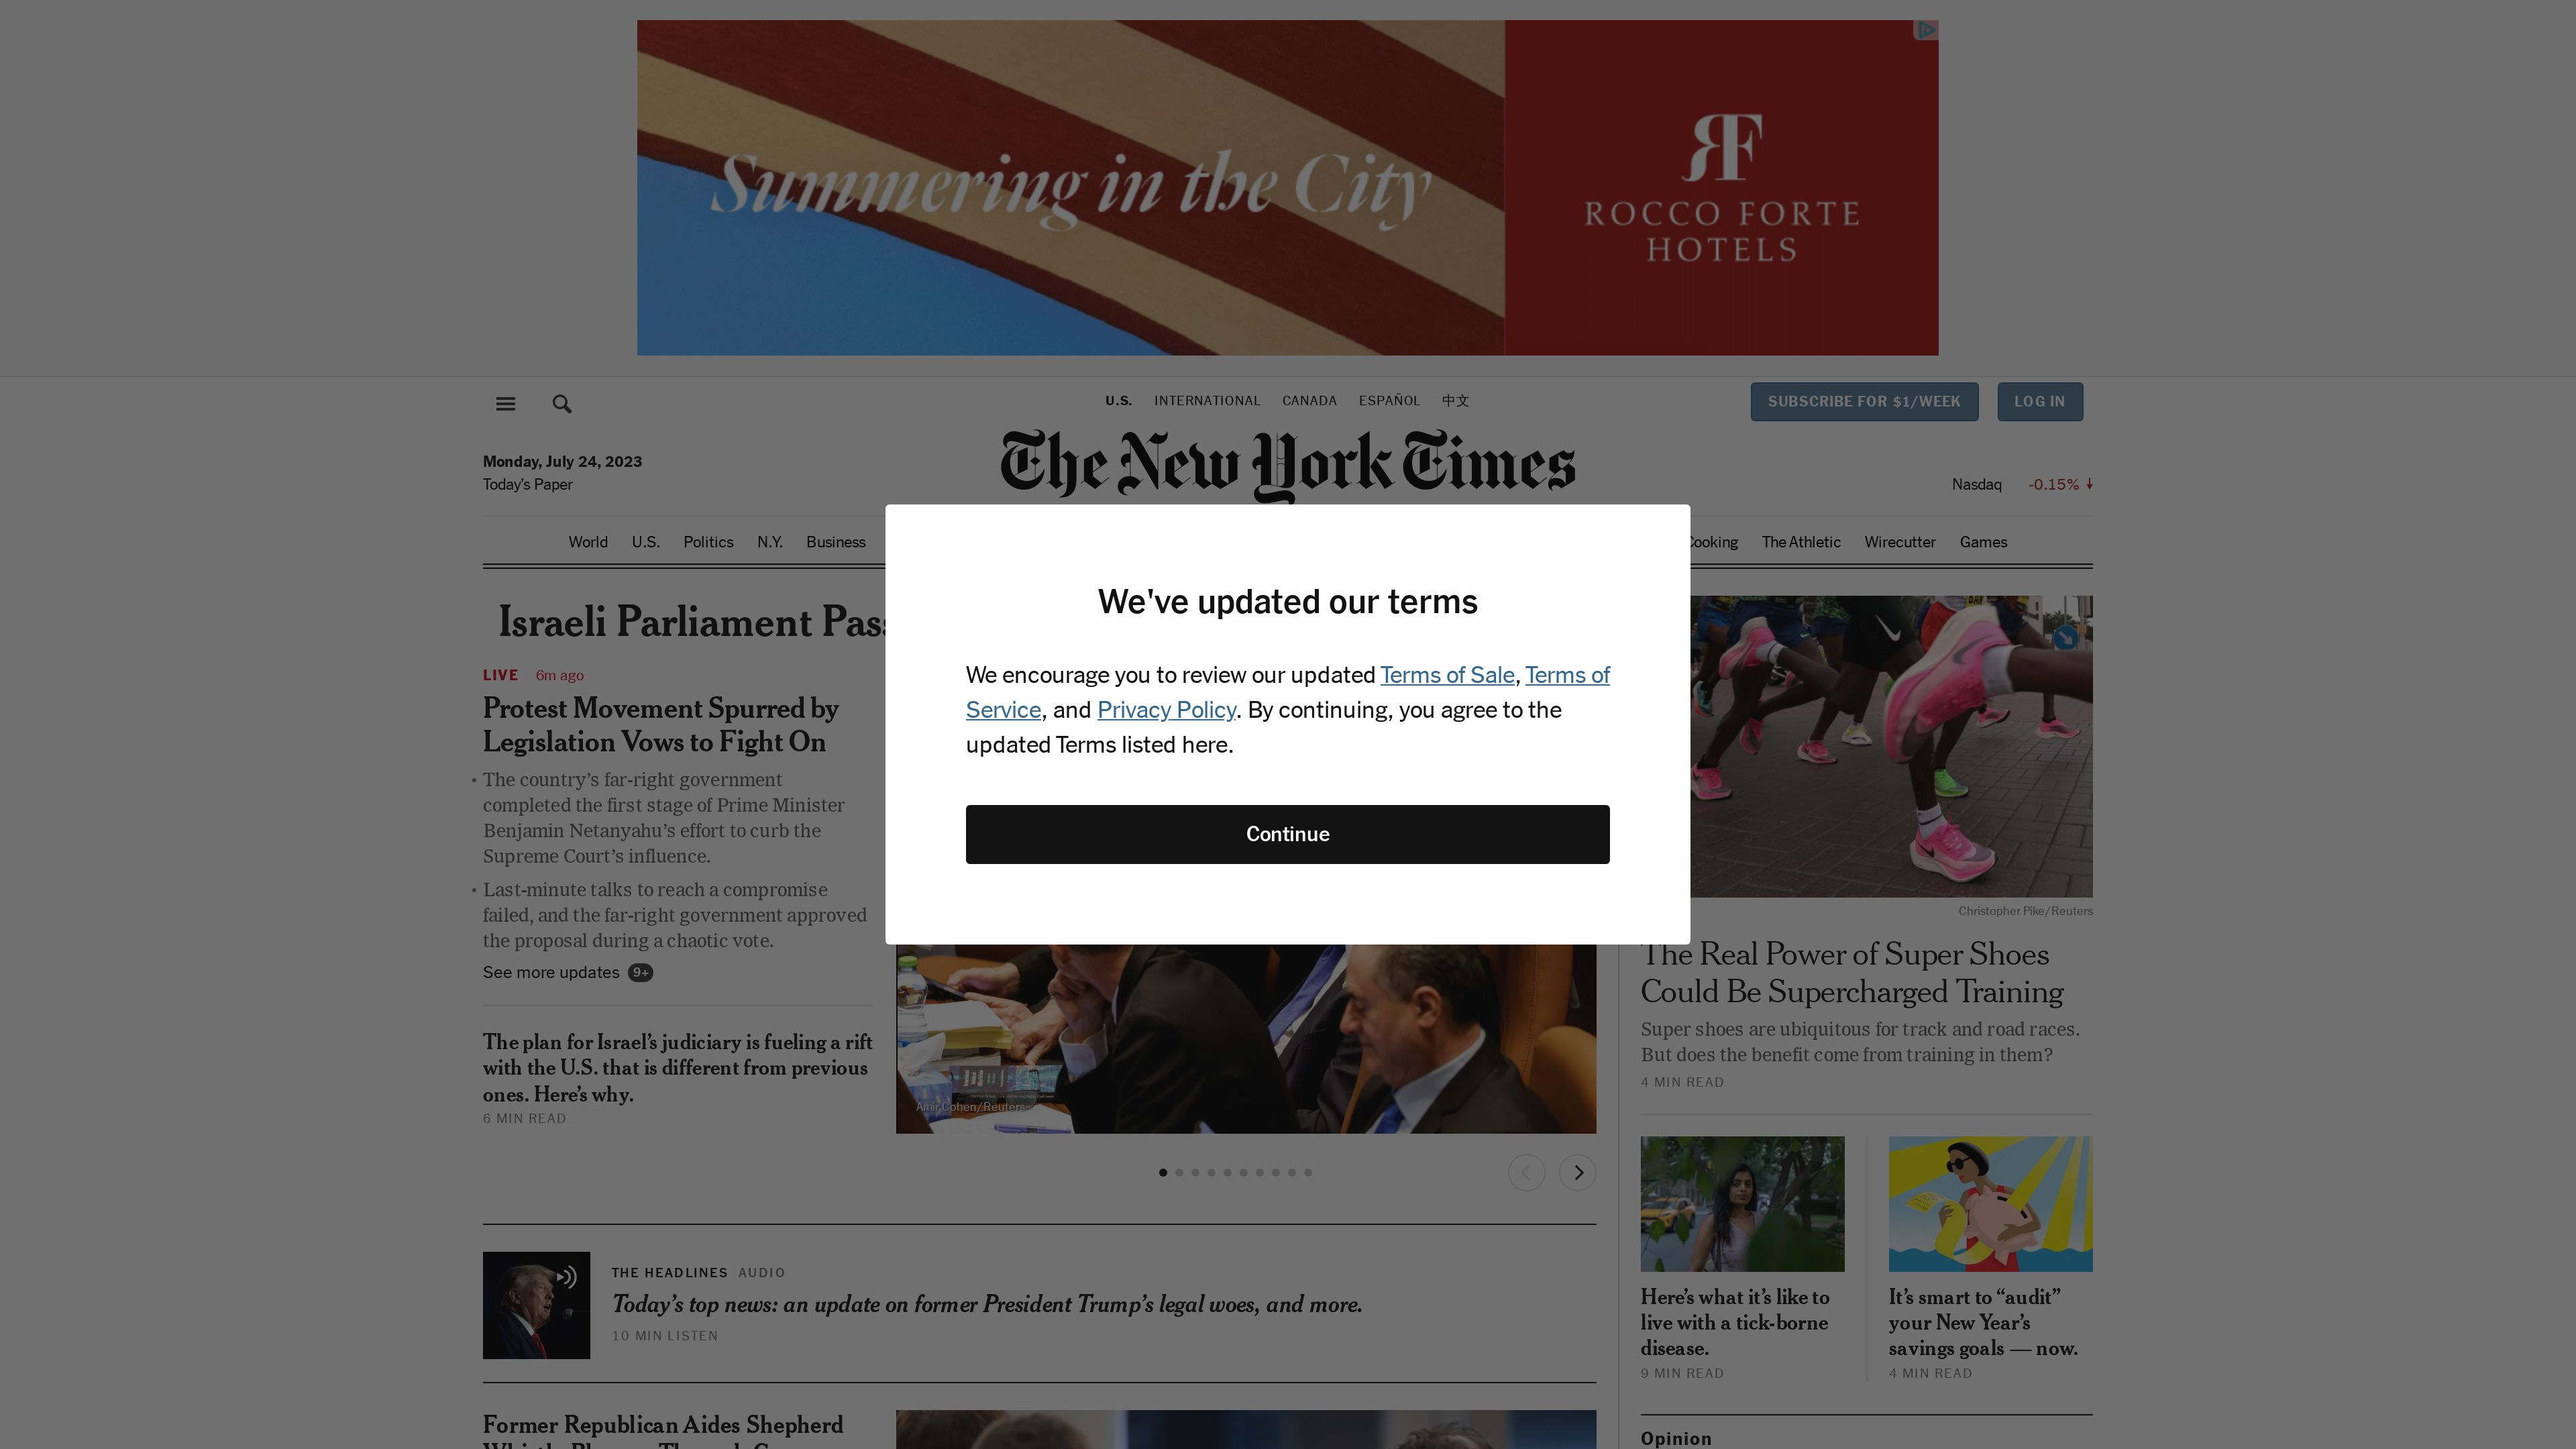 Summering in the City
RF
ROCCO FORTE
HOTELS
U.S. INTERNATIONAL CANADA ESPAÑOL 中文
SUBSCRIBE FOR $1/WEEK LOG IN
Monday, July 24, 2023
Today's Paper
The New York Times
Nasdaq -0.15%
World U.S. Politics N.Y. Business
Cooking The Athletic Wirecutter Games
We've updated our terms
We encourage you to review our updated Terms of Sale, Terms of
Service, and Privacy Policy. By continuing, you agree to the
updated Terms listed here.
Continue
Israeli Parliament
LIVE 6m ago
Protest Movement Spurred by
Legislation Vows to Fight On
• The country’s far-right government
completed the first stage of Prime Minister
Benjamin Netanyahu’s effort to curb the
Supreme Court’s influence.
• Last-minute talks to reach a compromise
failed, and the far-right government approved
the proposal during a chaotic vote.
See more updates 9+
The plan for Israel’s judiciary is fueling a rift
with the U.S. that is different from previous
ones. Here’s why.
6 MIN READ
Amir Cohen/Reuters
THE HEADLINES AUDIO
Today’s top news: an update on former President Trump’s legal woes, and more.
10 MIN LISTEN
Former Republican Aides Shepherd
Christopher Pike/Reuters
The Real Power of Super Shoes
Could Be Supercharged Training
Super shoes are ubiquitous for track and road races.
But does the benefit come from training in them?
4 MIN READ
Here’s what it’s like to
live with a tick-borne
disease.
9 MIN READ
It’s smart to “audit”
your New Year’s
savings goals — now.
4 MIN READ
Opinion